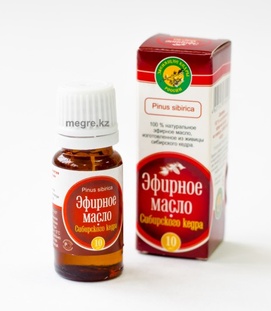 megre.kz
Pinus sibirica
Эфирное
масло
Сибирского кедра
10
Pinus sibirica
100 % натуральное
эфирное масло,
изготовленное из живицы
сибирского кедра
Эфирное
масло
Сибирского кедра
10